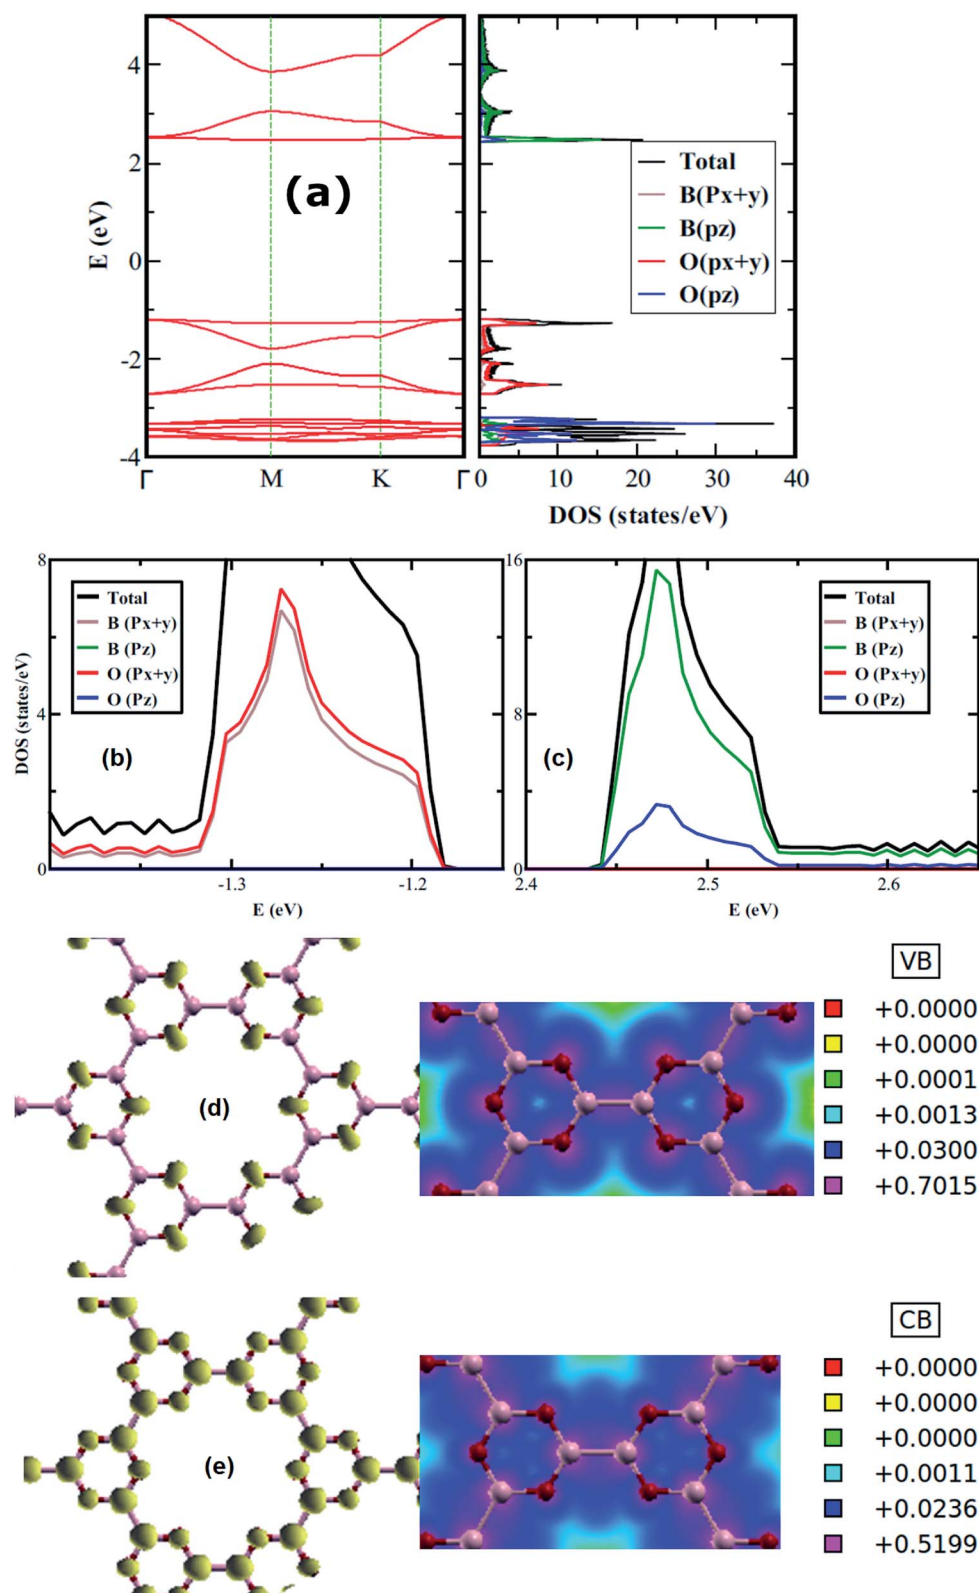 4
2
0
-2
-4
E (eV)
(a)
Γ
M
K
Γ
Total
B(Px+y)
B(pz)
O(px+y)
O(pz)
0
10
20
30
40
DOS (states/eV)
8
4
0
DOS (states/eV)
Total
B (Px+y)
B (Pz)
O (Px+y)
O (Pz)
(b)
-1.3
-1.2
E (eV)
16
8
0
Total
B (Px+y)
B (Pz)
O (Px+y)
O (Pz)
(c)
2.4
2.5
2.6
E (eV)
(d)
VB
+0.0000
+0.0000
+0.0001
+0.0013
+0.0300
+0.7015
(e)
CB
+0.0000
+0.0000
+0.0000
+0.0011
+0.0236
+0.5199